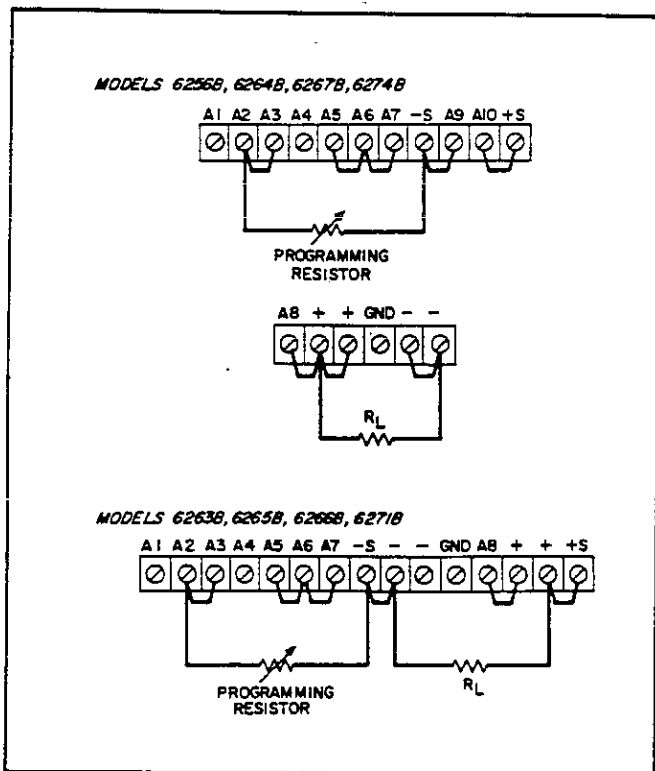 MODELS 6256B, 6264B, 6267B, 6274B
A1 A2 A3 A4 A5 A6 A7 -S A9 A10 +S
PROGRAMMING
RESISTOR
A8 + + GND - -
RL
MODELS 6263B, 6265B, 6266B, 6271B
A1 A2 A3 A4 A5 A6 A7 -S - - GND A8 + + +S
PROGRAMMING
RESISTOR
RL